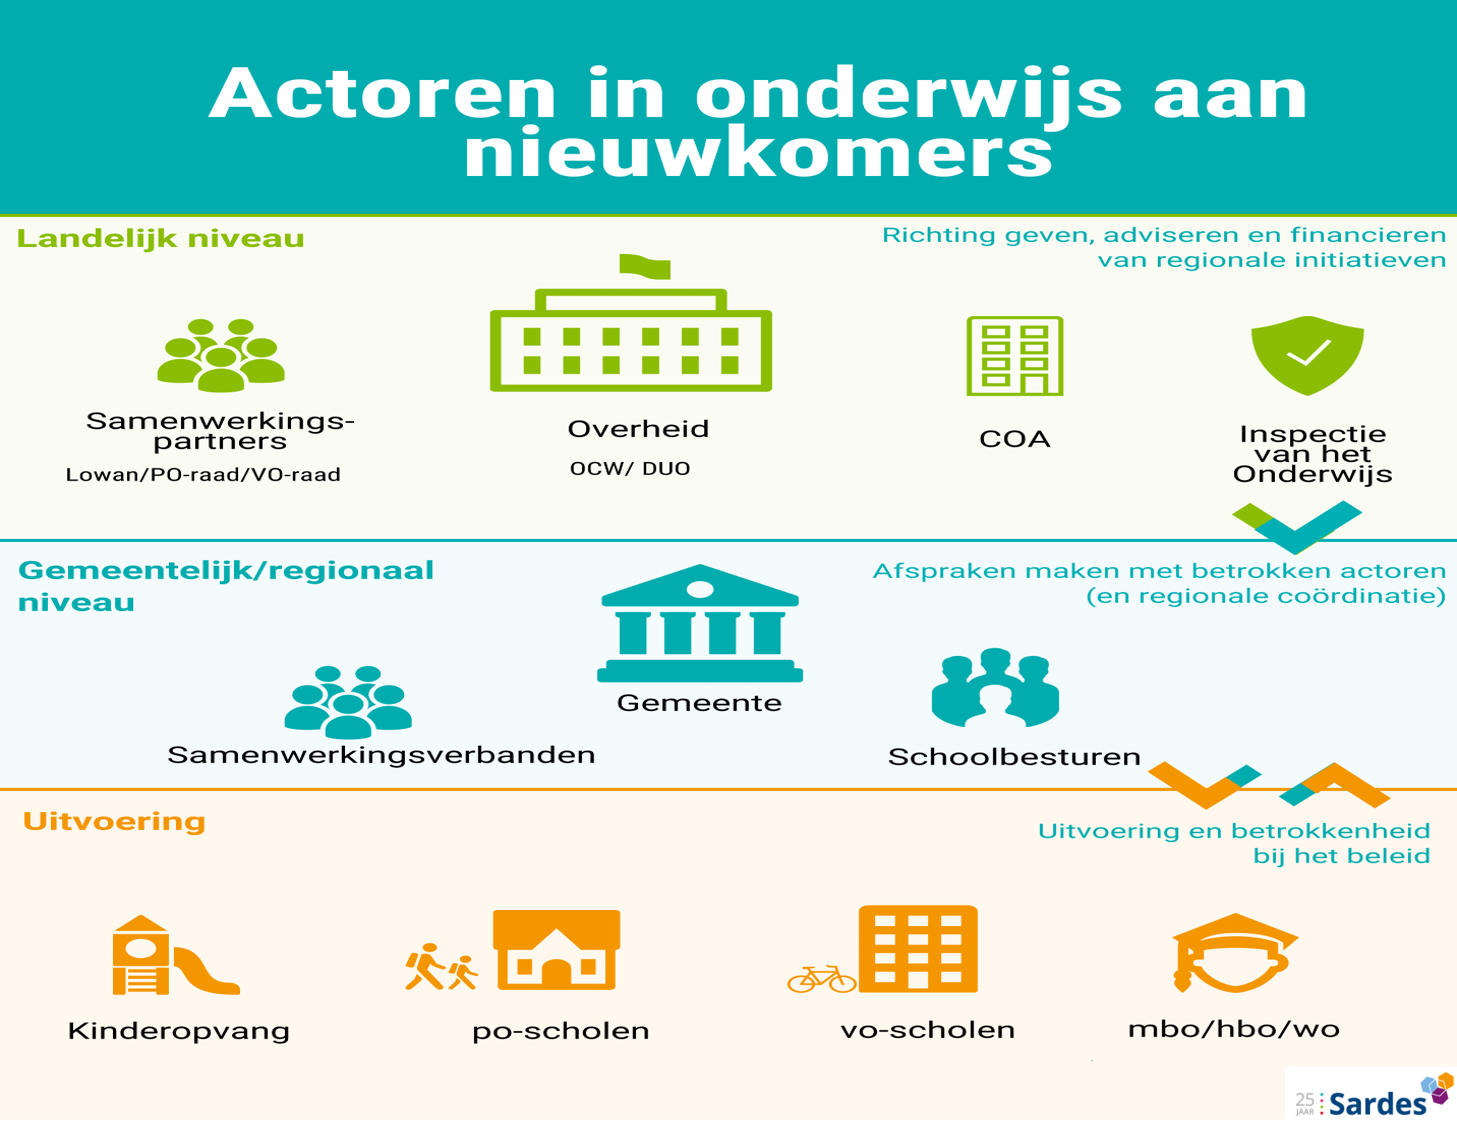 Actoren in onderwijs aan
nieuwkomers
Landelijk niveau
Richting geven, adviseren en financieren
van regionale initiatieven
Samenwerkings-
partners
Lowan/PO-raad/VO-raad
Overheid
OCW/ DUO
COA
Inspectie
van het
Onderwijs
Gemeentelijk/regionaal
niveau
Afspraken maken met betrokken actoren
(en regionale coördinatie)
Samenwerkingsverbanden
Gemeente
Schoolbesturen
Uitvoering
Uitvoering en betrokkenheid
bij het beleid
Kinderopvang
po-scholen
vo-scholen
mbo/hbo/wo
25
JAAR
Sardes